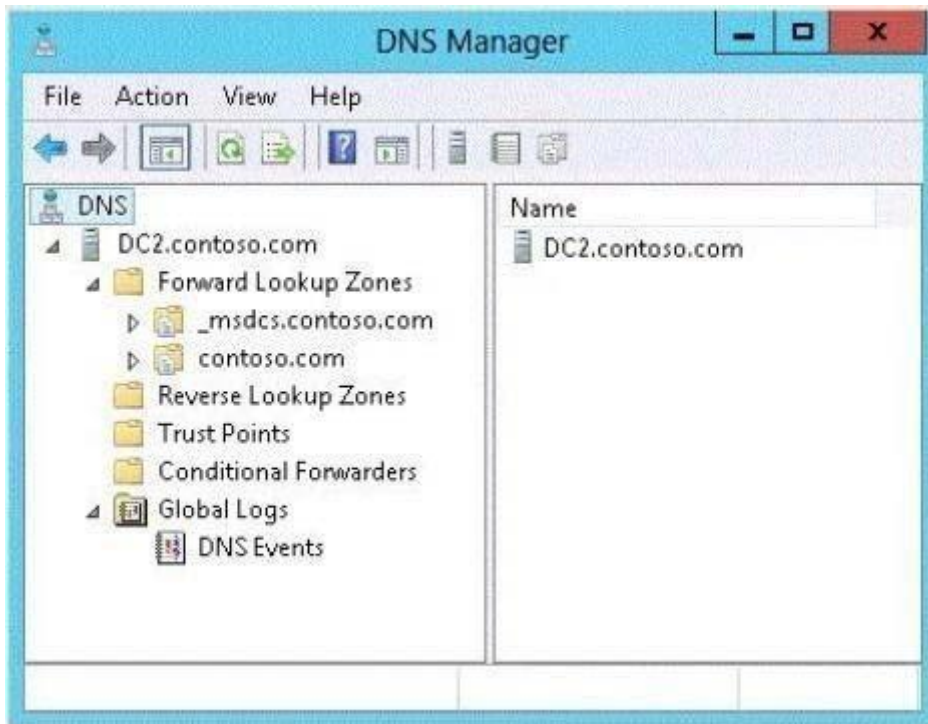 DNS Manager
File Action View Help
DNS
DC2.contoso.com
Forward Lookup Zones
_msdcs.contoso.com
contoso.com
Reverse Lookup Zones
Trust Points
Conditional Forwarders
Global Logs
DNS Events
Name
DC2.contoso.com